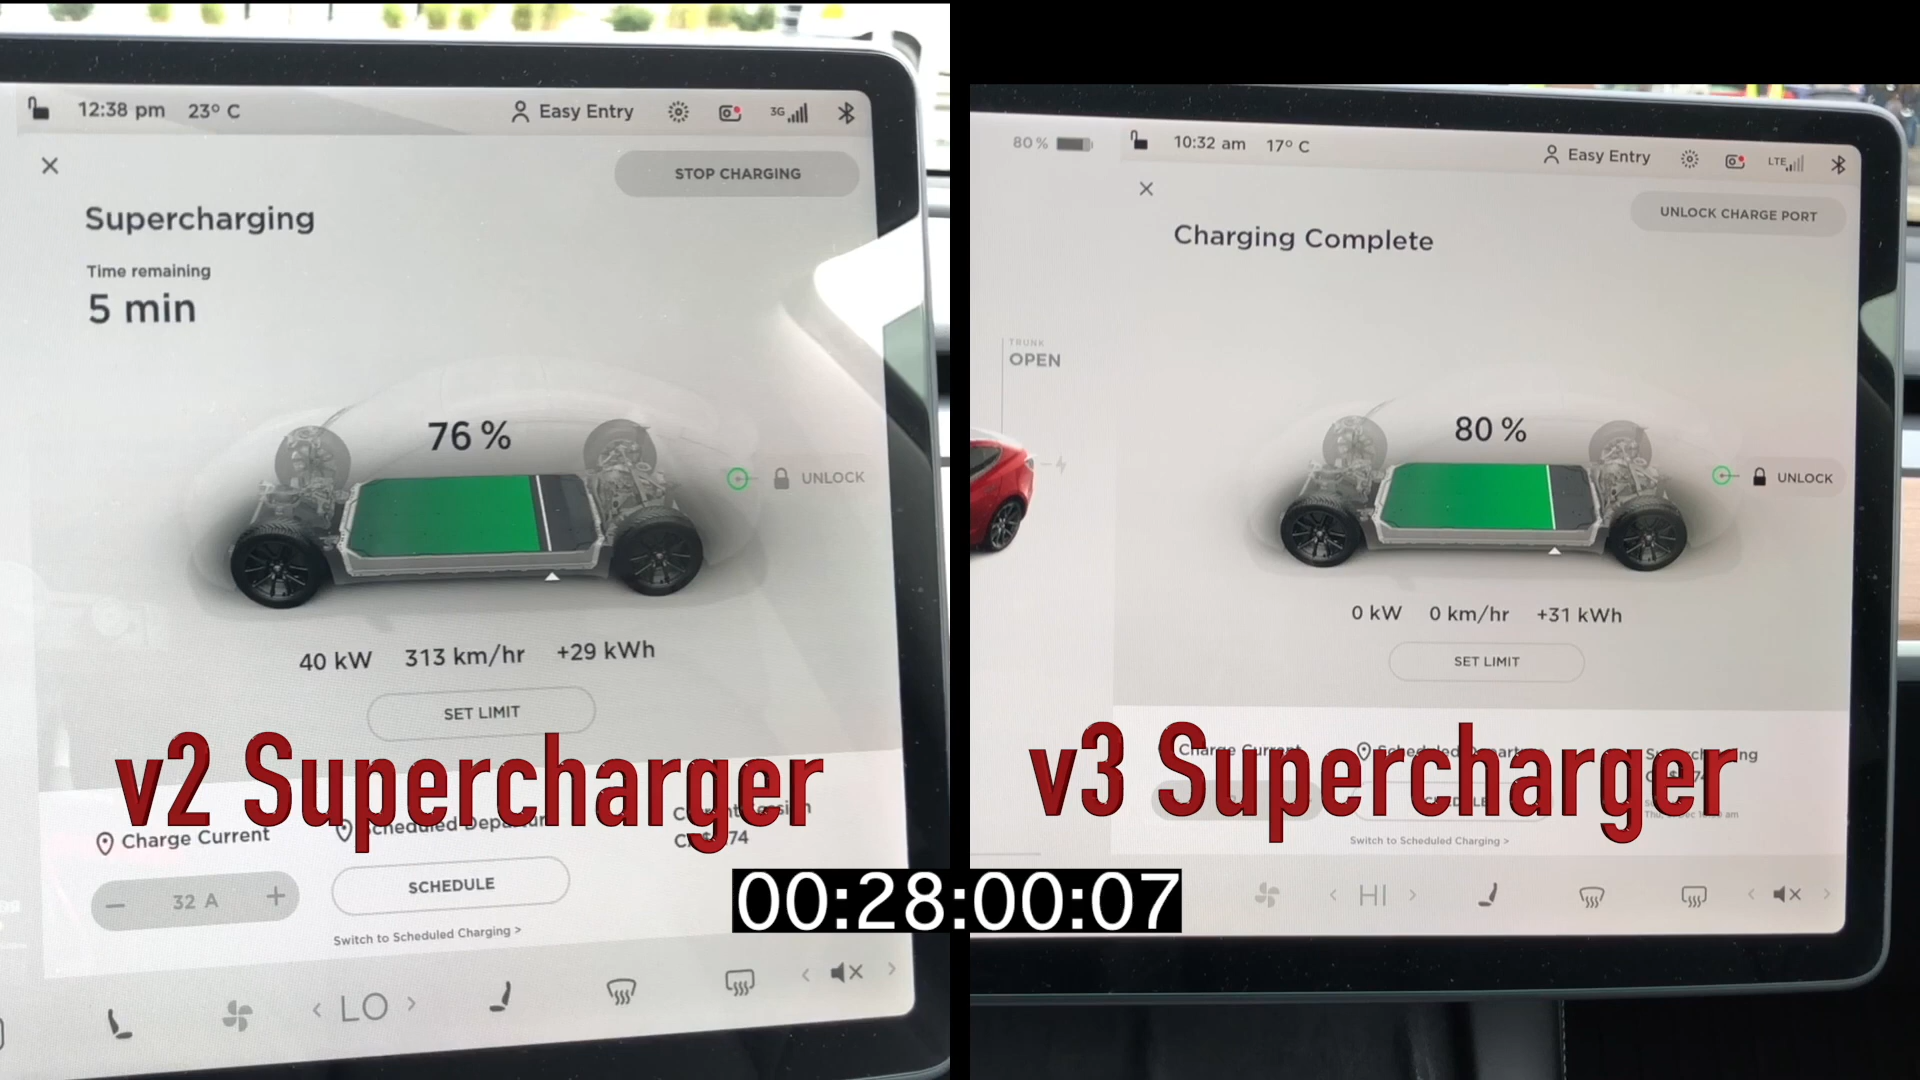 12:38 pm 23° C Easy Entry 3G
STOP CHARGING
Supercharging
Time remaining
5 min
76 %
UNLOCK
40 kW 313 km/hr +29 kWh
SET LIMIT
v2 Supercharger
Charge Current
32 A
SCHEDULE
Switch to Scheduled Charging >
LO
80 % 10:32 am 17° C Easy Entry LTE
UNLOCK CHARGE PORT
Charging Complete
TRUNK
OPEN
80 %
UNLOCK
0 kW 0 km/hr +31 kWh
SET LIMIT
v3 Supercharger
Switch to Scheduled Charging >
HI
00:28:00:07